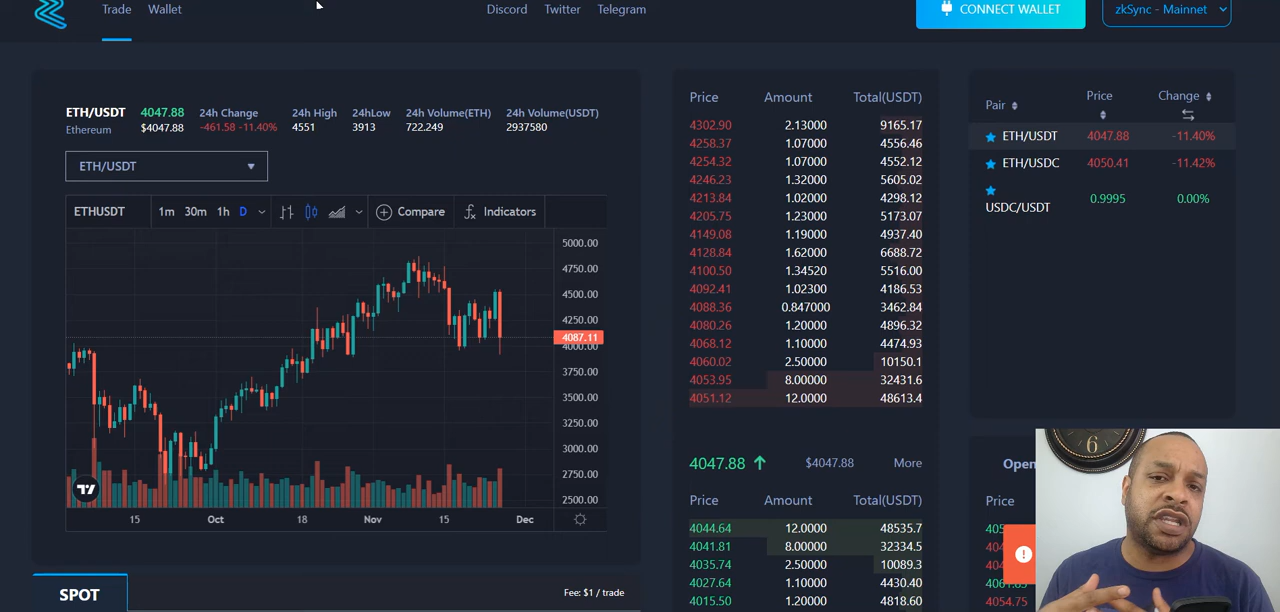 Trade Wallet Discord Twitter Telegram CONNECT WALLET zkSync - Mainnet
ETH/USDT 4047.88 24h Change 24h High 24hLow 24h Volume(ETH) 24h Volume(USDT)
Ethereum $4047.88 -461.58 -11.40% 4551 3913 722.249 2937580
ETH/USDT
ETHUSDT 1m 30m 1h D Compare Indicators
5000.00
4750.00
4500.00
4250.00
4087.11
4000.00
3750.00
3500.00
3250.00
3000.00
2750.00
2500.00
15 Oct 18 Nov 15 Dec
SPOT Fee: $1 / trade
Price Amount Total(USDT)
4302.90 2.13000 9165.17
4258.37 1.07000 4556.46
4254.32 1.07000 4552.12
4246.23 1.32000 5605.02
4213.84 1.02000 4298.12
4205.75 1.23000 5173.07
4149.08 1.19000 4937.40
4128.84 1.62000 6688.72
4100.50 1.34520 5516.00
4092.41 1.02300 4186.53
4088.36 0.847000 3462.84
4080.26 1.20000 4896.32
4068.12 1.10000 4474.93
4060.02 2.50000 10150.1
4053.95 8.00000 32431.6
4051.12 12.0000 48613.4
4047.88 $4047.88 More
Price Amount Total(USDT)
4044.64 12.0000 48535.7
4041.81 8.00000 32334.5
4035.74 2.50000 10089.3
4027.64 1.10000 4430.40
4015.50 1.20000 4818.60
Pair Price Change
ETH/USDT 4047.88 -11.40%
ETH/USDC 4050.41 -11.42%
USDC/USDT 0.9995 0.00%
Price
4054.75
6